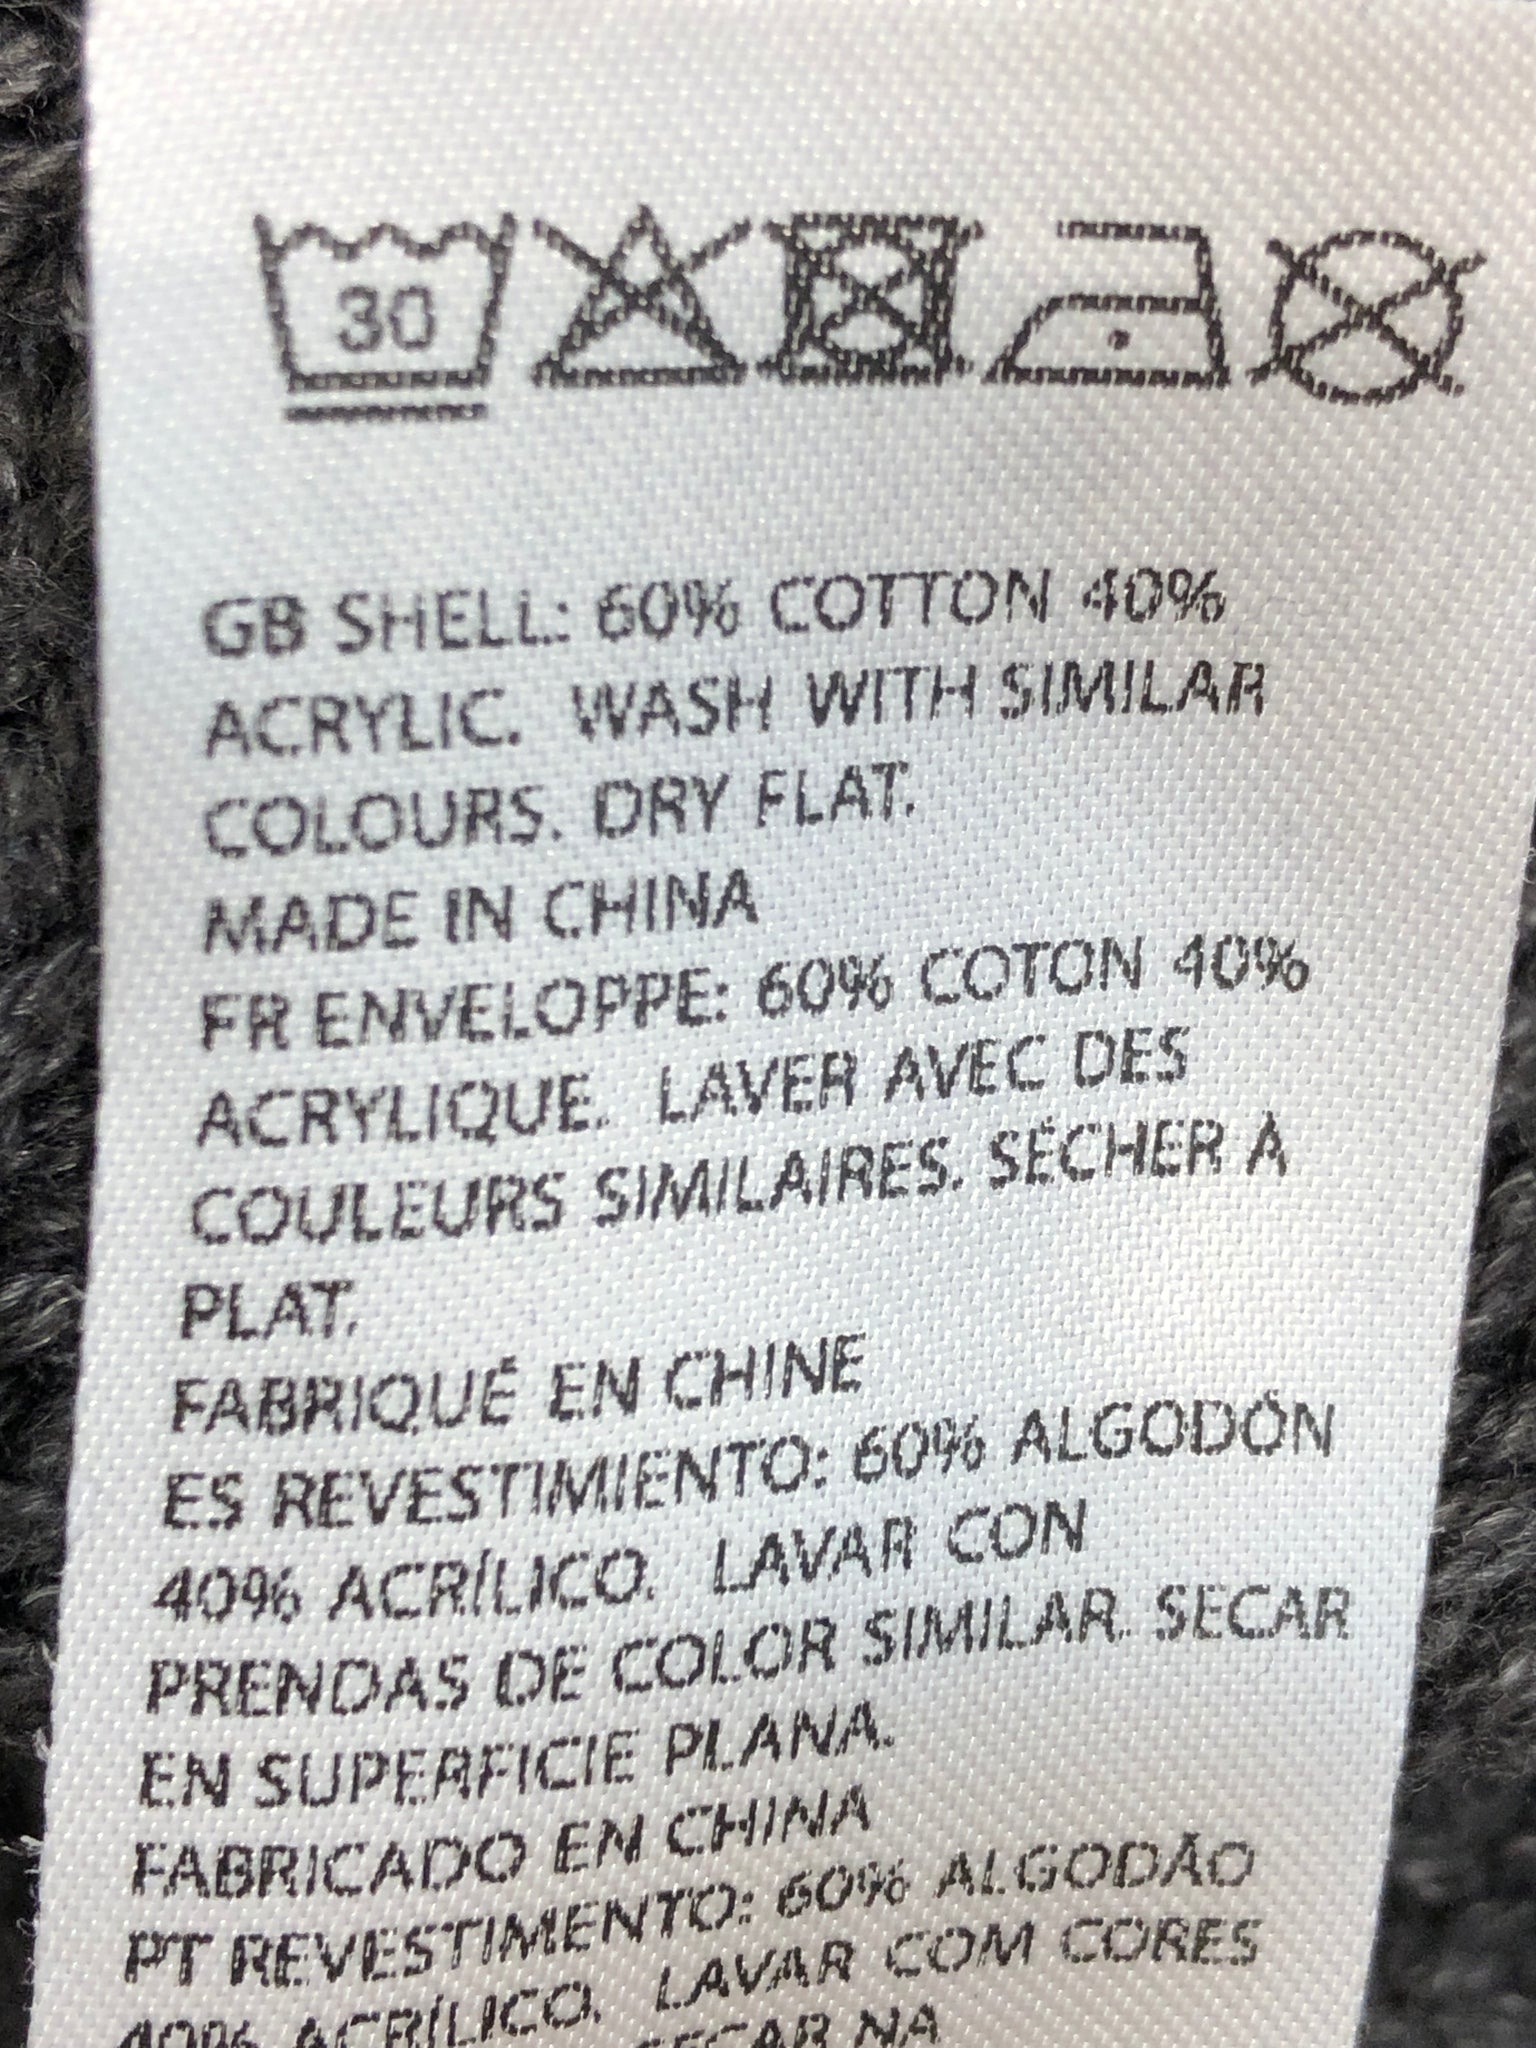 30
GB SHELL: 60% COTTON 40%
ACRYLIC. WASH WITH SIMILAR
COLOURS. DRY FLAT.
MADE IN CHINA
FR ENVELOPPE: 60% COTON 40%
ACRYLIQUE. LAVER AVEC DES
COULEURS SIMILAIRES. SÉCHER À
PLAT.
FABRIQUÉ EN CHINE
ES REVESTIMIENTO: 60% ALGODÓN
40% ACRÍLICO. LAVAR CON
PRENDAS DE COLOR SIMILAR. SECAR
EN SUPERFICIE PLANA.
FABRICADO EN CHINA
PT REVESTIMENTO: 60% ALGODÃO
40% ACRÍLICO. LAVAR COM CORES
SECAR NA